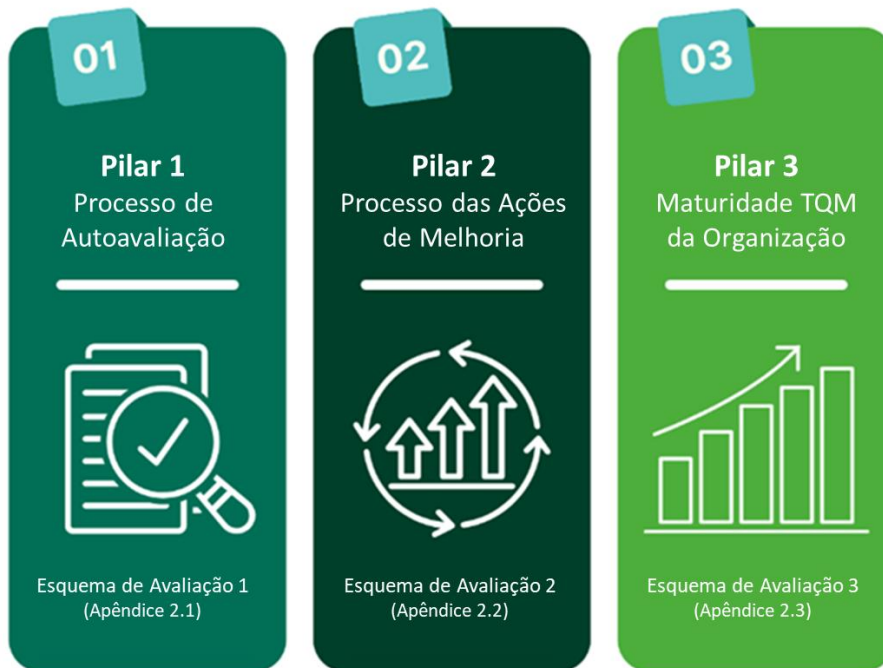 01
Pilar 1
Processo de
Autoavaliação
Esquema de Avaliação 1
(Apêndice 2.1)
02
Pilar 2
Processo das Ações
de Melhoria
Esquema de Avaliação 2
(Apêndice 2.2)
03
Pilar 3
Maturidade TQM
da Organização
Esquema de Avaliação 3
(Apêndice 2.3)